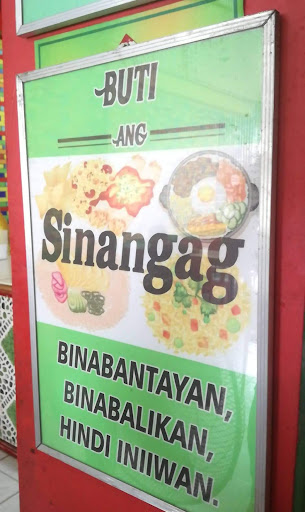 BUTI
ANG
Sinangag
BINABANTAYAN,
BINABALIKAN,
HINDI INIIWAN.